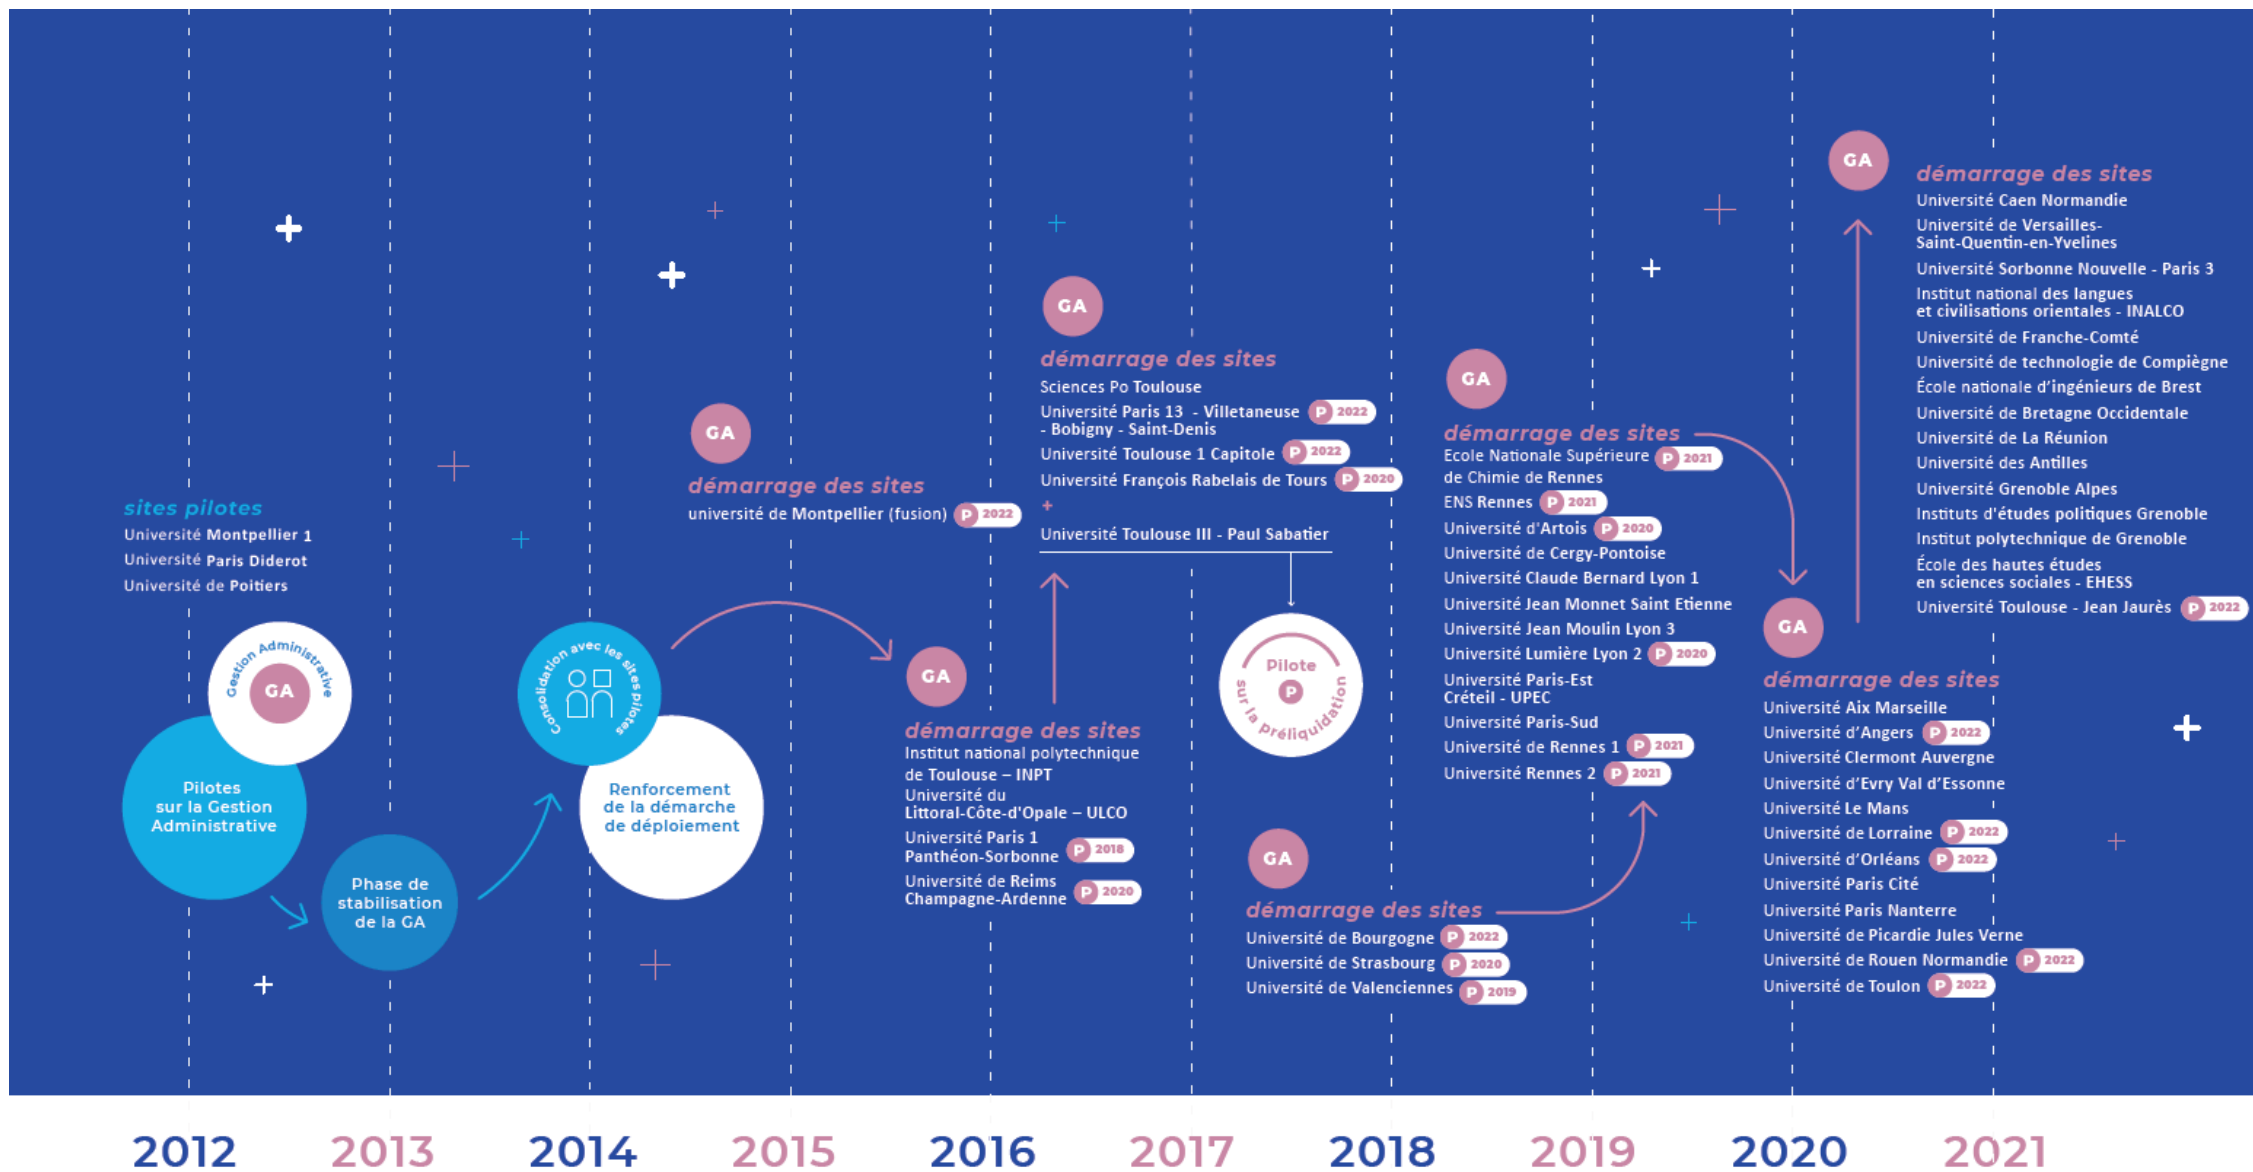 sites pilotes
Université Montpellier 1
Université Paris Diderot
Université de Poitiers
Gestion Administrative
GA
Pilotes
sur la Gestion
Administrative
Phase de
stabilisation
de la GA
Consolidation avec les sites pilotes
Renforcement
de la démarche
de déploiement
GA
démarrage des sites
université de Montpellier (fusion) P 2022
GA
démarrage des sites
Institut national polytechnique
de Toulouse – INPT
Université du
Littoral-Côte-d'Opale – ULCO
Université Paris 1
Panthéon-Sorbonne P 2018
Université de Reims
Champagne-Ardenne P 2020
GA
démarrage des sites
Sciences Po Toulouse
Université Paris 13 - Villetaneuse P 2022
- Bobigny - Saint-Denis
Université Toulouse 1 Capitole P 2022
Université François Rabelais de Tours P 2020
+
Université Toulouse III - Paul Sabatier
Pilote
P
sur la préliquidation
GA
démarrage des sites
Université de Bourgogne P 2022
Université de Strasbourg P 2020
Université de Valenciennes P 2019
GA
démarrage des sites
Ecole Nationale Supérieure P 2021
de Chimie de Rennes
ENS Rennes P 2021
Université d'Artois P 2020
Université de Cergy-Pontoise
Université Claude Bernard Lyon 1
Université Jean Monnet Saint Etienne
Université Jean Moulin Lyon 3
Université Lumière Lyon 2 P 2020
Université Paris-Est
Créteil - UPEC
Université Paris-Sud
Université de Rennes 1 P 2021
Université Rennes 2 P 2021
GA
démarrage des sites
Université Aix Marseille
Université d'Angers P 2022
Université Clermont Auvergne
Université d'Evry Val d'Essonne
Université Le Mans
Université de Lorraine P 2022
Université d'Orléans P 2022
Université Paris Cité
Université Paris Nanterre
Université de Picardie Jules Verne
Université de Rouen Normandie P 2022
Université de Toulon P 2022
GA
démarrage des sites
Université Caen Normandie
Université de Versailles-
Saint-Quentin-en-Yvelines
Université Sorbonne Nouvelle - Paris 3
Institut national des langues
et civilisations orientales - INALCO
Université de Franche-Comté
Université de technologie de Compiègne
École nationale d'ingénieurs de Brest
Université de Bretagne Occidentale
Université de La Réunion
Université des Antilles
Université Grenoble Alpes
Instituts d'études politiques Grenoble
Institut polytechnique de Grenoble
École des hautes études
en sciences sociales - EHESS
Université Toulouse - Jean Jaurès P 2022
2012 2013 2014 2015 2016 2017 2018 2019 2020 2021